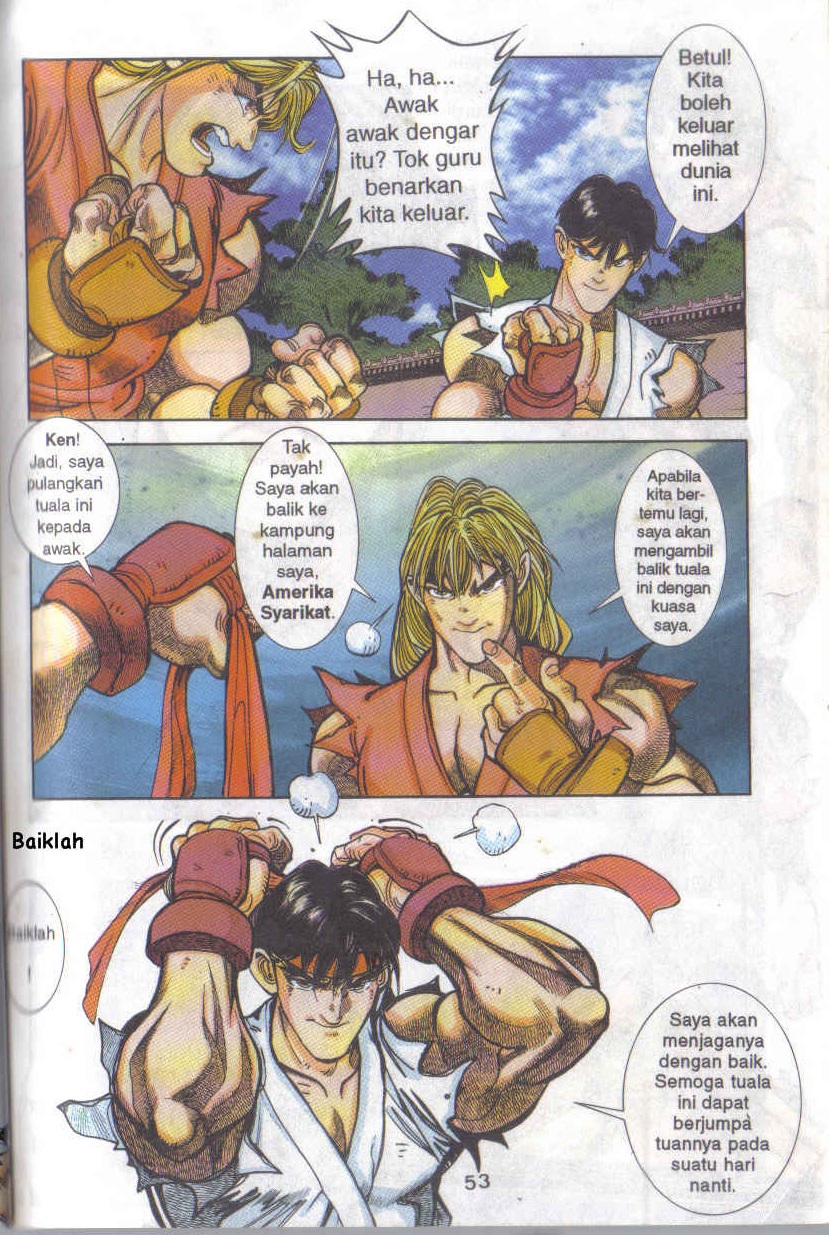 Ha, ha...
Awak
awak dengar
itu? Tok guru
benarkan
kita keluar.
Betul!
Kita
boleh
keluar
melihat
dunia
ini.
Ken!
Jadi, saya
pulangkan
tuala ini
kepada
awak.
Tak
payah!
Saya akan
balik ke
kampung
halaman
saya,
Amerika
Syarikat.
Apabila
kita ber-
temu lagi,
saya akan
mengambil
balik tuala
ini dengan
kuasa
saya.
Baiklah
Baiklah
!
Saya akan
menjaganya
dengan baik.
Semoga tuala
ini dapat
berjumpa
tuannya pada
suatu hari
nanti.
53